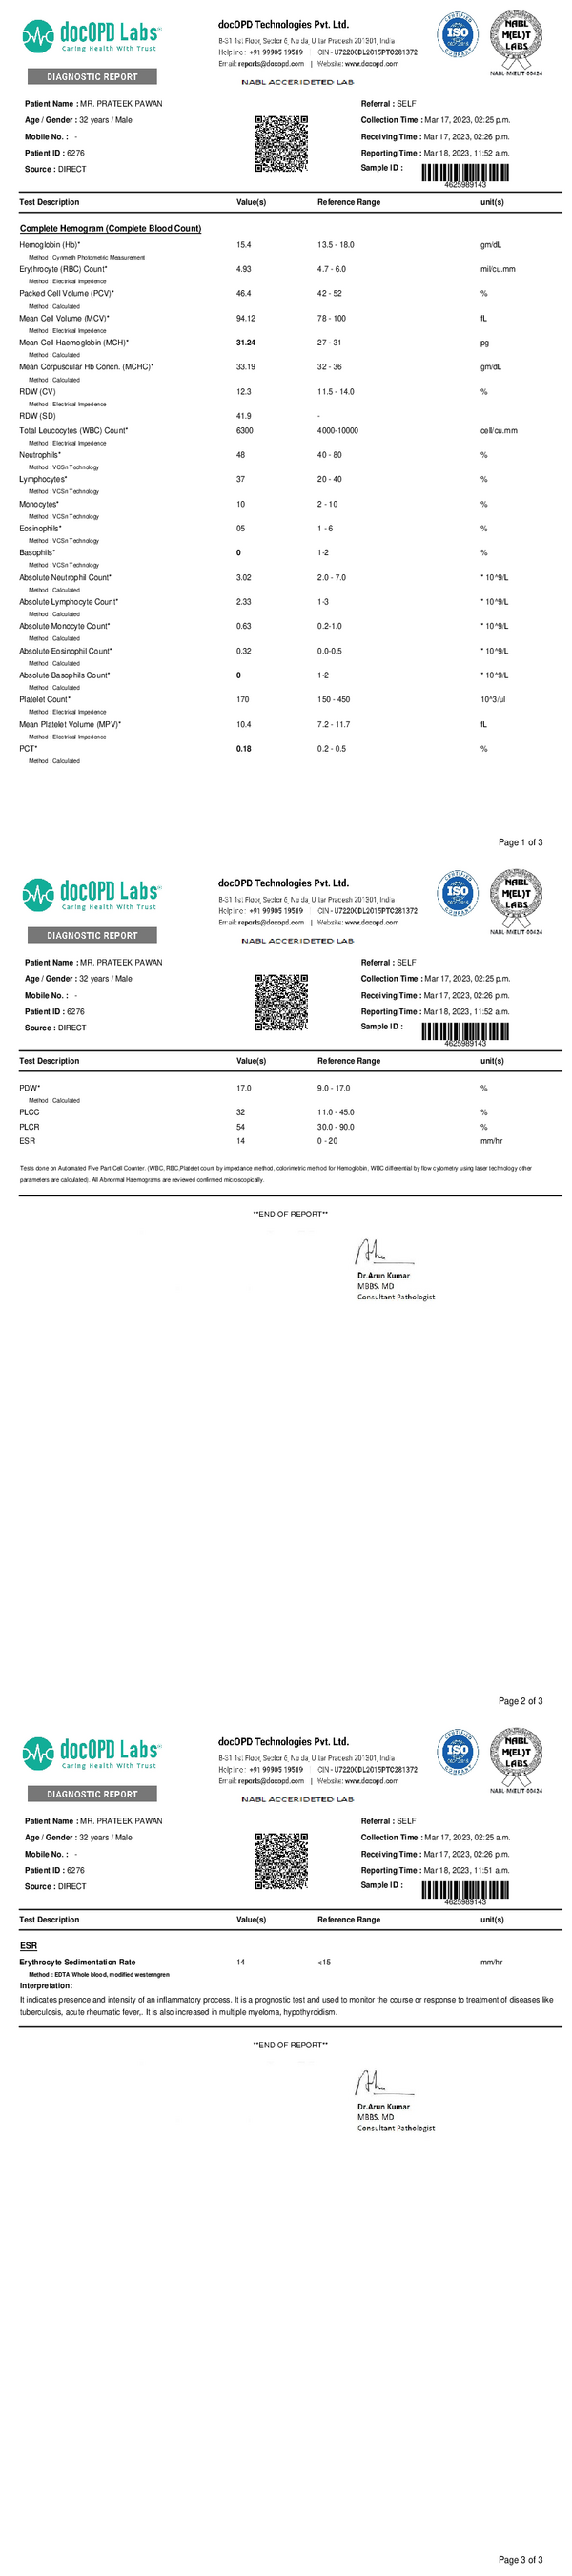 docOPD Labs
Caring Health With Trust
DIAGNOSTIC REPORT
docOPD Technologies Pvt. Ltd.
B-31 1st Floor, Sector 6, Noida, Uttar Pradesh 201301, India
Helpline: +91 99905 19519 | CIN - U72200DL2015PTC281372
Email: reports@docopd.com | Website: www.docopd.com
NABL ACCERIDETED LAB
CERTIFIED
ISO
COMPANY
NABL
M(EL)T
LABS
NABL M(EL)T 00434
Patient Name : MR. PRATEEK PAWAN
Age / Gender : 32 years / Male
Mobile No. : -
Patient ID : 6276
Source : DIRECT
Referral : SELF
Collection Time : Mar 17, 2023, 02:25 p.m.
Receiving Time : Mar 17, 2023, 02:26 p.m.
Reporting Time : Mar 18, 2023, 11:52 a.m.
Sample ID :
4625989143
Test Description Value(s) Reference Range unit(s)
Complete Hemogram (Complete Blood Count)
Hemoglobin (Hb)* 15.4 13.5 - 18.0 gm/dL
Method : Cynmeth Photometric Measurement
Erythrocyte (RBC) Count* 4.93 4.7 - 6.0 mil/cu.mm
Method : Electrical Impedence
Packed Cell Volume (PCV)* 46.4 42 - 52 %
Method : Calculated
Mean Cell Volume (MCV)* 94.12 78 - 100 fL
Method : Electrical Impedence
Mean Cell Haemoglobin (MCH)* 31.24 27 - 31 pg
Method : Calculated
Mean Corpuscular Hb Concn. (MCHC)* 33.19 32 - 36 gm/dL
Method : Calculated
RDW (CV) 12.3 11.5 - 14.0 %
Method : Electrical Impedence
RDW (SD) 41.9 -
Total Leucocytes (WBC) Count* 6300 4000-10000 cell/cu.mm
Method : Electrical Impedence
Neutrophils* 48 40 - 80 %
Method : VCSn Technology
Lymphocytes* 37 20 - 40 %
Method : VCSn Technology
Monocytes* 10 2 - 10 %
Method : VCSn Technology
Eosinophils* 05 1 - 6 %
Method : VCSn Technology
Basophils* 0 1-2 %
Method : VCSn Technology
Absolute Neutrophil Count* 3.02 2.0 - 7.0 * 10^9/L
Method : Calculated
Absolute Lymphocyte Count* 2.33 1-3 * 10^9/L
Method : Calculated
Absolute Monocyte Count* 0.63 0.2-1.0 * 10^9/L
Method : Calculated
Absolute Eosinophil Count* 0.32 0.0-0.5 * 10^9/L
Method : Calculated
Absolute Basophils Count* 0 1-2 * 10^9/L
Method : Calculated
Platelet Count* 170 150 - 450 10^3/ul
Method : Electrical Impedence
Mean Platelet Volume (MPV)* 10.4 7.2 - 11.7 fL
Method : Electrical Impedence
PCT* 0.18 0.2 - 0.5 %
Method : Calculated
Page 1 of 3
docOPD Labs
Caring Health With Trust
DIAGNOSTIC REPORT
docOPD Technologies Pvt. Ltd.
B-31 1st Floor, Sector 6, Noida, Uttar Pradesh 201301, India
Helpline: +91 99905 19519 | CIN - U72200DL2015PTC281372
Email: reports@docopd.com | Website: www.docopd.com
NABL ACCERIDETED LAB
CERTIFIED
ISO
COMPANY
NABL
M(EL)T
LABS
NABL M(EL)T 00434
Patient Name : MR. PRATEEK PAWAN
Age / Gender : 32 years / Male
Mobile No. : -
Patient ID : 6276
Source : DIRECT
Referral : SELF
Collection Time : Mar 17, 2023, 02:25 p.m.
Receiving Time : Mar 17, 2023, 02:26 p.m.
Reporting Time : Mar 18, 2023, 11:52 a.m.
Sample ID :
4625989143
Test Description Value(s) Reference Range unit(s)
PDW* 17.0 9.0 - 17.0 %
Method : Calculated
PLCC 32 11.0 - 45.0 %
PLCR 54 30.0 - 90.0 %
ESR 14 0 - 20 mm/hr
Tests done on Automated Five Part Cell Counter. (WBC, RBC,Platelet count by impedance method, colorimetric method for Hemoglobin, WBC differential by flow cytometry using laser technology other
parameters are calculated). All Abnormal Haemograms are reviewed confirmed microscopically.
**END OF REPORT**
Dr.Arun Kumar
MBBS. MD
Consultant Pathologist
Page 2 of 3
docOPD Labs
Caring Health With Trust
DIAGNOSTIC REPORT
docOPD Technologies Pvt. Ltd.
B-31 1st Floor, Sector 6, Noida, Uttar Pradesh 201301, India
Helpline: +91 99905 19519 | CIN - U72200DL2015PTC281372
Email: reports@docopd.com | Website: www.docopd.com
NABL ACCERIDETED LAB
CERTIFIED
ISO
COMPANY
NABL
M(EL)T
LABS
NABL M(EL)T 00434
Patient Name : MR. PRATEEK PAWAN
Age / Gender : 32 years / Male
Mobile No. : -
Patient ID : 6276
Source : DIRECT
Referral : SELF
Collection Time : Mar 17, 2023, 02:25 a.m.
Receiving Time : Mar 17, 2023, 02:26 p.m.
Reporting Time : Mar 18, 2023, 11:51 a.m.
Sample ID :
4625989143
Test Description Value(s) Reference Range unit(s)
ESR
Erythrocyte Sedimentation Rate 14 <15 mm/hr
Method : EDTA Whole blood, modified westerngren
Interpretation:
It indicates presence and intensity of an inflammatory process. It is a prognostic test and used to monitor the course or response to treatment of diseases like
tuberculosis, acute rheumatic fever,. It is also increased in multiple myeloma, hypothyroidism.
**END OF REPORT**
Dr.Arun Kumar
MBBS. MD
Consultant Pathologist
Page 3 of 3